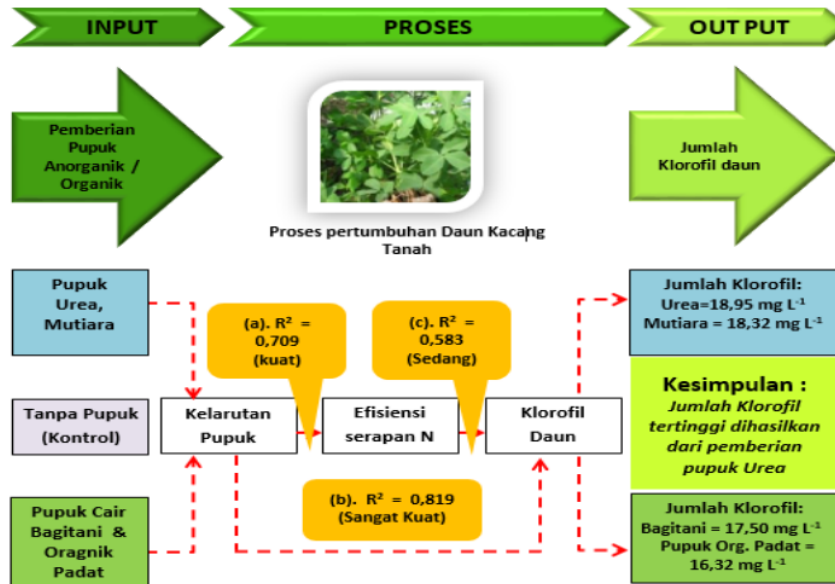 INPUT
PROSES
OUT PUT
Pemberian
Pupuk
Anorganik /
Organik
Jumlah
Klorofil daun
Proses pertumbuhan Daun Kacang
Tanah
Pupuk
Urea,
Mutiara
(a). R² =
0,709
(kuat)
(c). R² =
0,583
(Sedang)
Jumlah Klorofil:
Urea=18,95 mg L⁻¹
Mutiara = 18,32 mg L⁻¹
Tanpa Pupuk
(Kontrol)
Kelarutan
Pupuk
Efisiensi
serapan N
Klorofil
Daun
Kesimpulan :
Jumlah Klorofil
tertinggi dihasilkan
dari pemberian
pupuk Urea
Pupuk Cair
Bagitani &
Oragnik
Padat
(b). R² = 0,819
(Sangat Kuat)
Jumlah Klorofil:
Bagitani = 17,50 mg L⁻¹
Pupuk Org. Padat =
16,32 mg L⁻¹